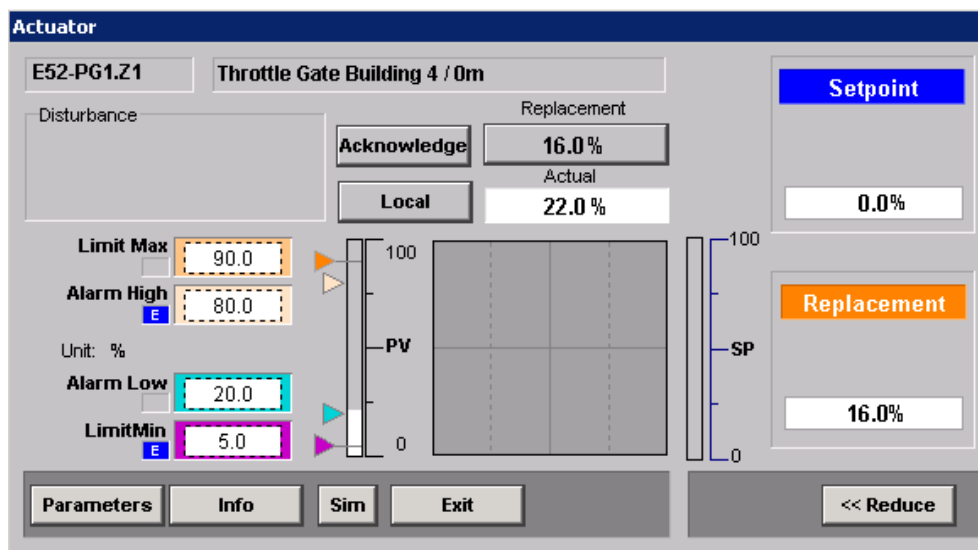 Actuator
E52-PG1.Z1
Throttle Gate Building 4 / 0m
Disturbance
Acknowledge
Local
Replacement
16.0%
Actual
22.0 %
Setpoint
0.0%
Replacement
16.0%
Limit Max
90.0
Alarm High
E
80.0
Unit: %
Alarm Low
20.0
LimitMin
E
5.0
100
PV
0
100
SP
0
Parameters
Info
Sim
Exit
<< Reduce